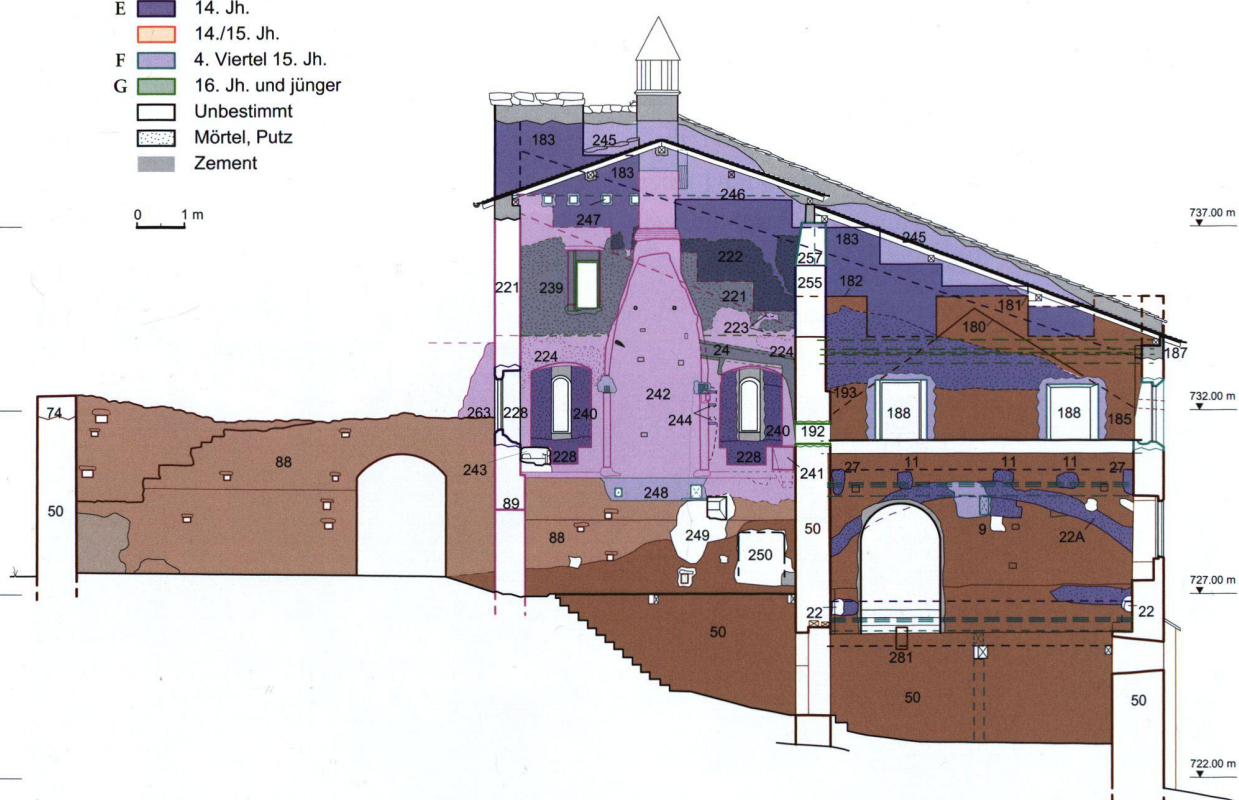 E 14. Jh.
14./15. Jh.
F 4. Viertel 15. Jh.
G 16. Jh. und jünger
Unbestimmt
Mörtel, Putz
Zement
0 1 m
183 245
183
246
247
737.00 m
183 245
222
257
239 221 255 182
221
223
181
180
224 24 224
187
193
242
732.00 m
74 263 228 240 244 240 192 188 188 185
228 228
88 243 241 27 11 11 11 27
248
89
50 88 249 50 9 22A
250
727.00 m
22 22
50
281
50 50
722.00 m